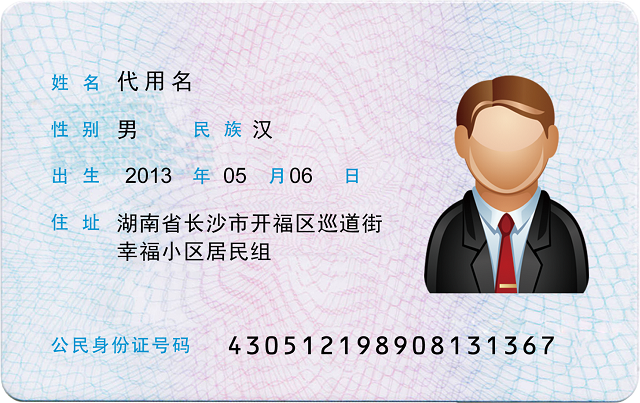 姓 名 代用名
性 别 男 民 族 汉
出 生 2013 年 05 月 06 日
住 址 湖南省长沙市开福区巡道街
幸福小区居民组
公民身份证号码 430512198908131367